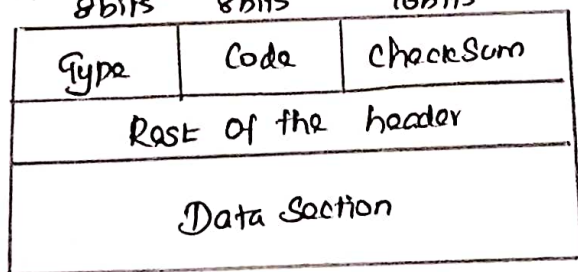 8bits 8bits 16bits
Type Code CheckSum
Rest of the header
Data Section